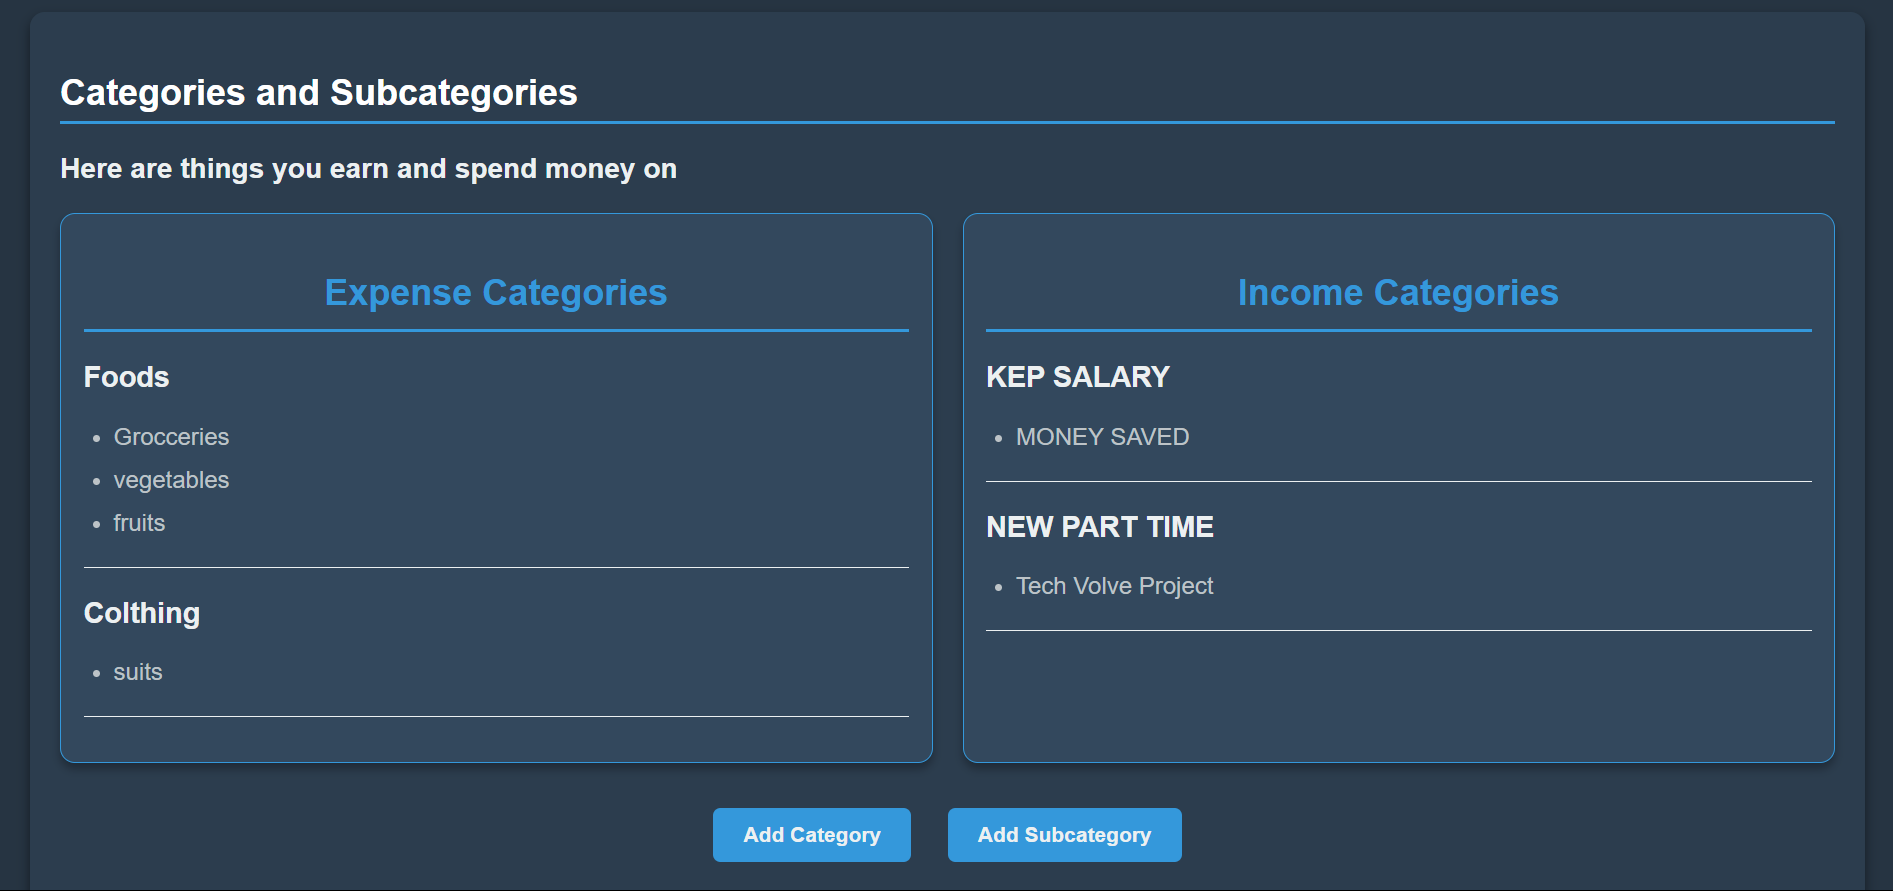 Categories and Subcategories
Here are things you earn and spend money on
Expense Categories
Foods
Grocceries
vegetables
fruits
Colthing
suits
Income Categories
KEP SALARY
MONEY SAVED
NEW PART TIME
Tech Volve Project
Add Category
Add Subcategory